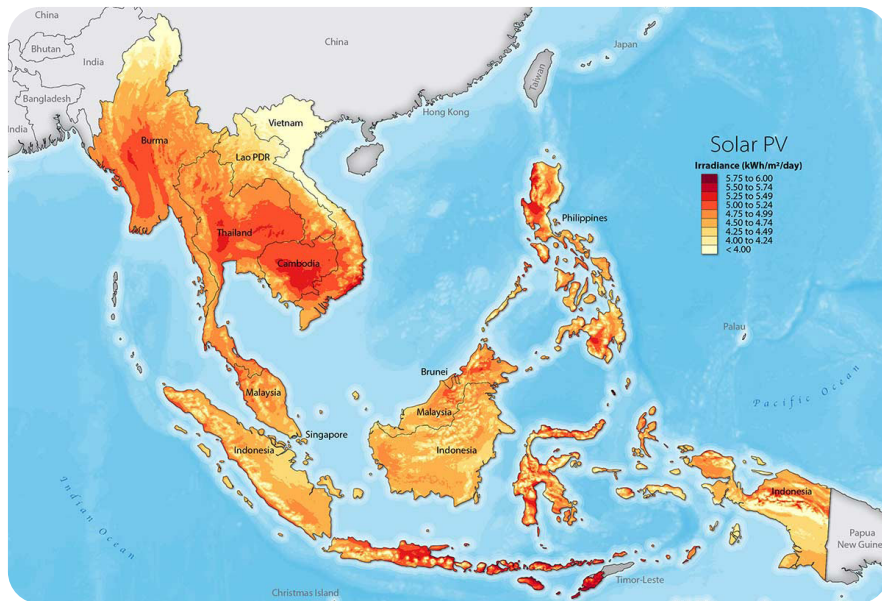 China
Bhutan
India
Bangladesh
India
China
Japan
Taiwan
Hong Kong
Vietnam
Burma
Lao PDR
Thailand
Cambodia
Philippines
Solar PV
Irradiance (kWh/m²/day)
5.75 to 6.00
5.50 to 5.74
5.25 to 5.49
5.00 to 5.24
4.75 to 4.99
4.50 to 4.74
4.25 to 4.49
4.00 to 4.24
< 4.00
Palau
Pacific Ocean
Brunei
Malaysia
Malaysia
Singapore
Indonesia
Indonesia
Indonesia
Indian Ocean
Papua
New Guinea
Timor-Leste
Christmas Island